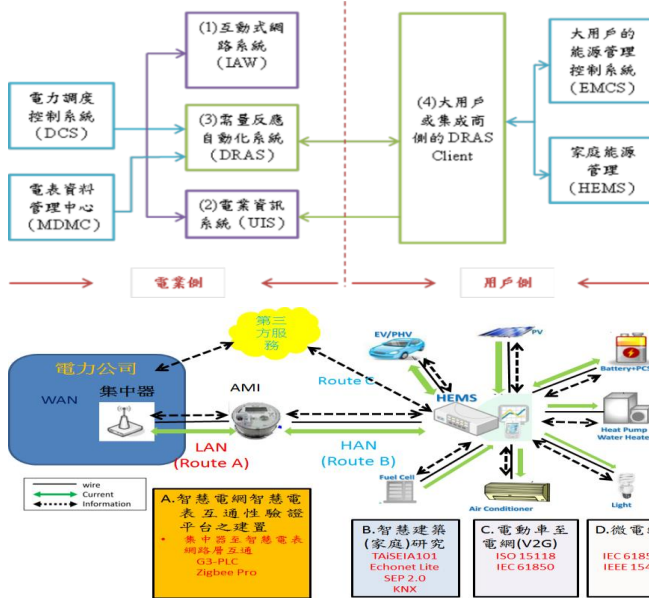 (1)互動式網
路系統
(IAW)
電力調度
控制系統
(DCS)
(3)需量反應
自動化系統
(DRAS)
電表資料
管理中心
(MDMC)
(2)電業資訊
系統 (UIS)
(4)大用戶
或集成商
側的 DRAS
Client
大用戶的
能源管理
控制系統
(EMCS)
家庭能源
管理
(HEMS)
電業側
用戶側
第三
方服
務
電力公司
WAN
集中器
AMI
LAN
(Route A)
HAN
(Route B)
Route C
EV/PHV
PV
HEMS
Battery+PCS
Heat Pump
Water Heate
Fuel Cell
Air Conditioner
Light
wire
Current
Information
A.智慧電網智慧電
表互通性驗證
平台之建置
• 集中器至智慧電表
網路層互通
G3-PLC
Zigbee Pro
B.智慧建築
(家庭)研究
TAiSEIA101
Echonet Lite
SEP 2.0
KNX
C.電動車至
電網(V2G)
ISO 15118
IEC 61850
D.微電
IEC 6185
IEEE 154